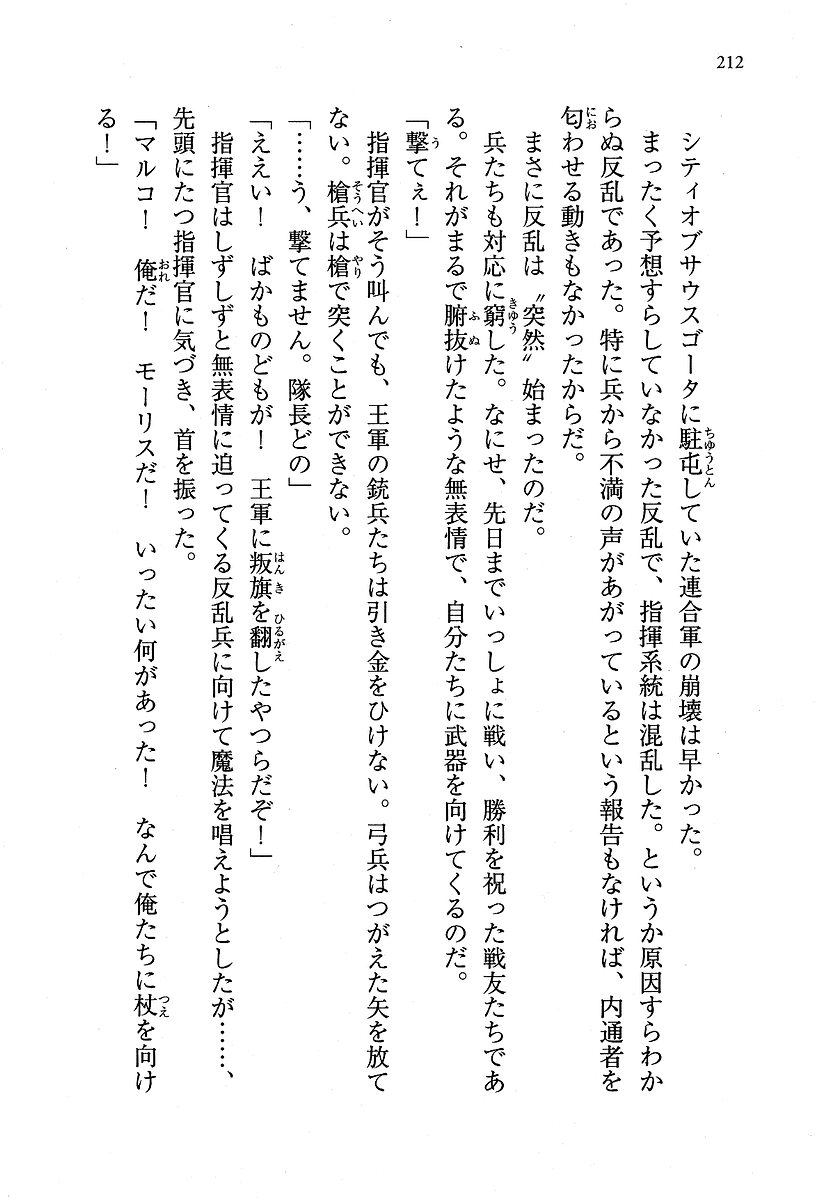 212
シティオブサウスゴータに駐屯していた連合軍の崩壊は早かった。
まったく予想すらしていなかった反乱で、指揮系統は混乱した。というか原因すらわか
らぬ反乱であった。特に兵から不満の声があがっているという報告もなければ、内通者を
匂わせる動きもなかったからだ。
まさに反乱は〝突然〟始まったのだ。
兵たちも対応に窮した。なにせ、先日までいっしょに戦い、勝利を祝った戦友たちであ
る。それがまるで腑抜けたような無表情で、自分たちに武器を向けてくるのだ。
「撃てぇ！」
指揮官がそう叫んでも、王軍の銃兵たちは引き金をひけない。弓兵はつがえた矢を放て
ない。槍兵は槍で突くことができない。
「……う、撃てません。隊長どの」
「ええい！　ばかものどもが！　王軍に叛旗を翻したやつらだぞ！」
指揮官はしずしずと無表情に迫ってくる反乱兵に向けて魔法を唱えようとしたが……、
先頭にたつ指揮官に気づき、首を振った。
「マルコ！　俺だ！　モーリスだ！　いったい何があった！　なんで俺たちに杖を向け
る！」